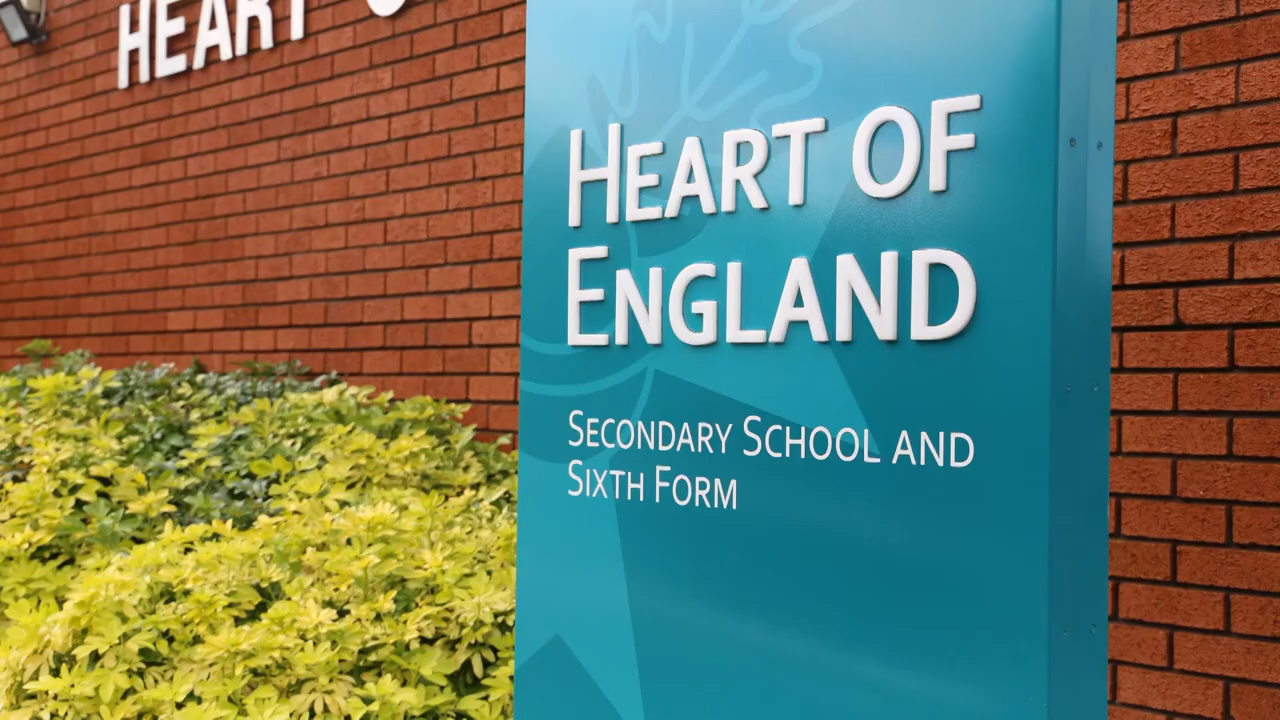 HEART
HEART OF
ENGLAND
SECONDARY SCHOOL AND
SIXTH FORM